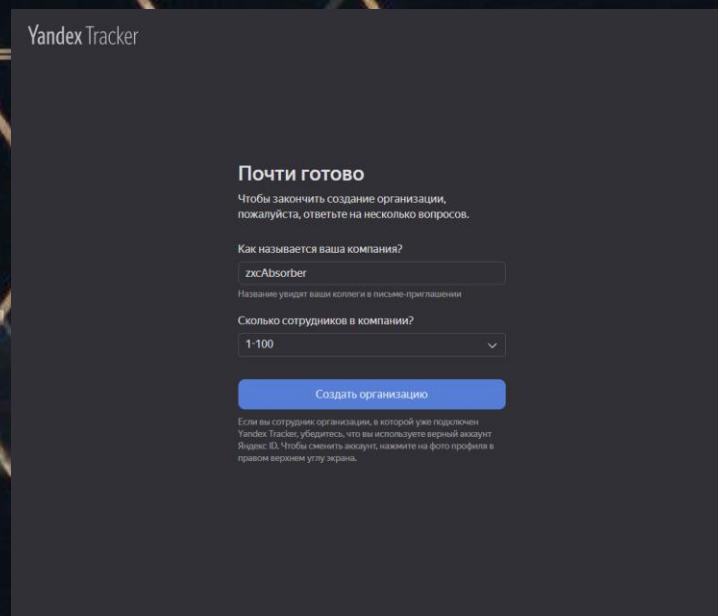 Yandex Tracker
Почти готово
Чтобы закончить создание организации,
пожалуйста, ответьте на несколько вопросов.
Как называется ваша компания?
zxcAbsorber
Название увидят ваши коллеги в письме-приглашении
Сколько сотрудников в компании?
1-100
Создать организацию
Если вы сотрудник организации, в которой уже подключен
Yandex Tracker, убедитесь, что вы используете верный аккаунт
Яндекс ID. Чтобы сменить аккаунт, нажмите на фото профиля в
правом верхнем углу экрана.